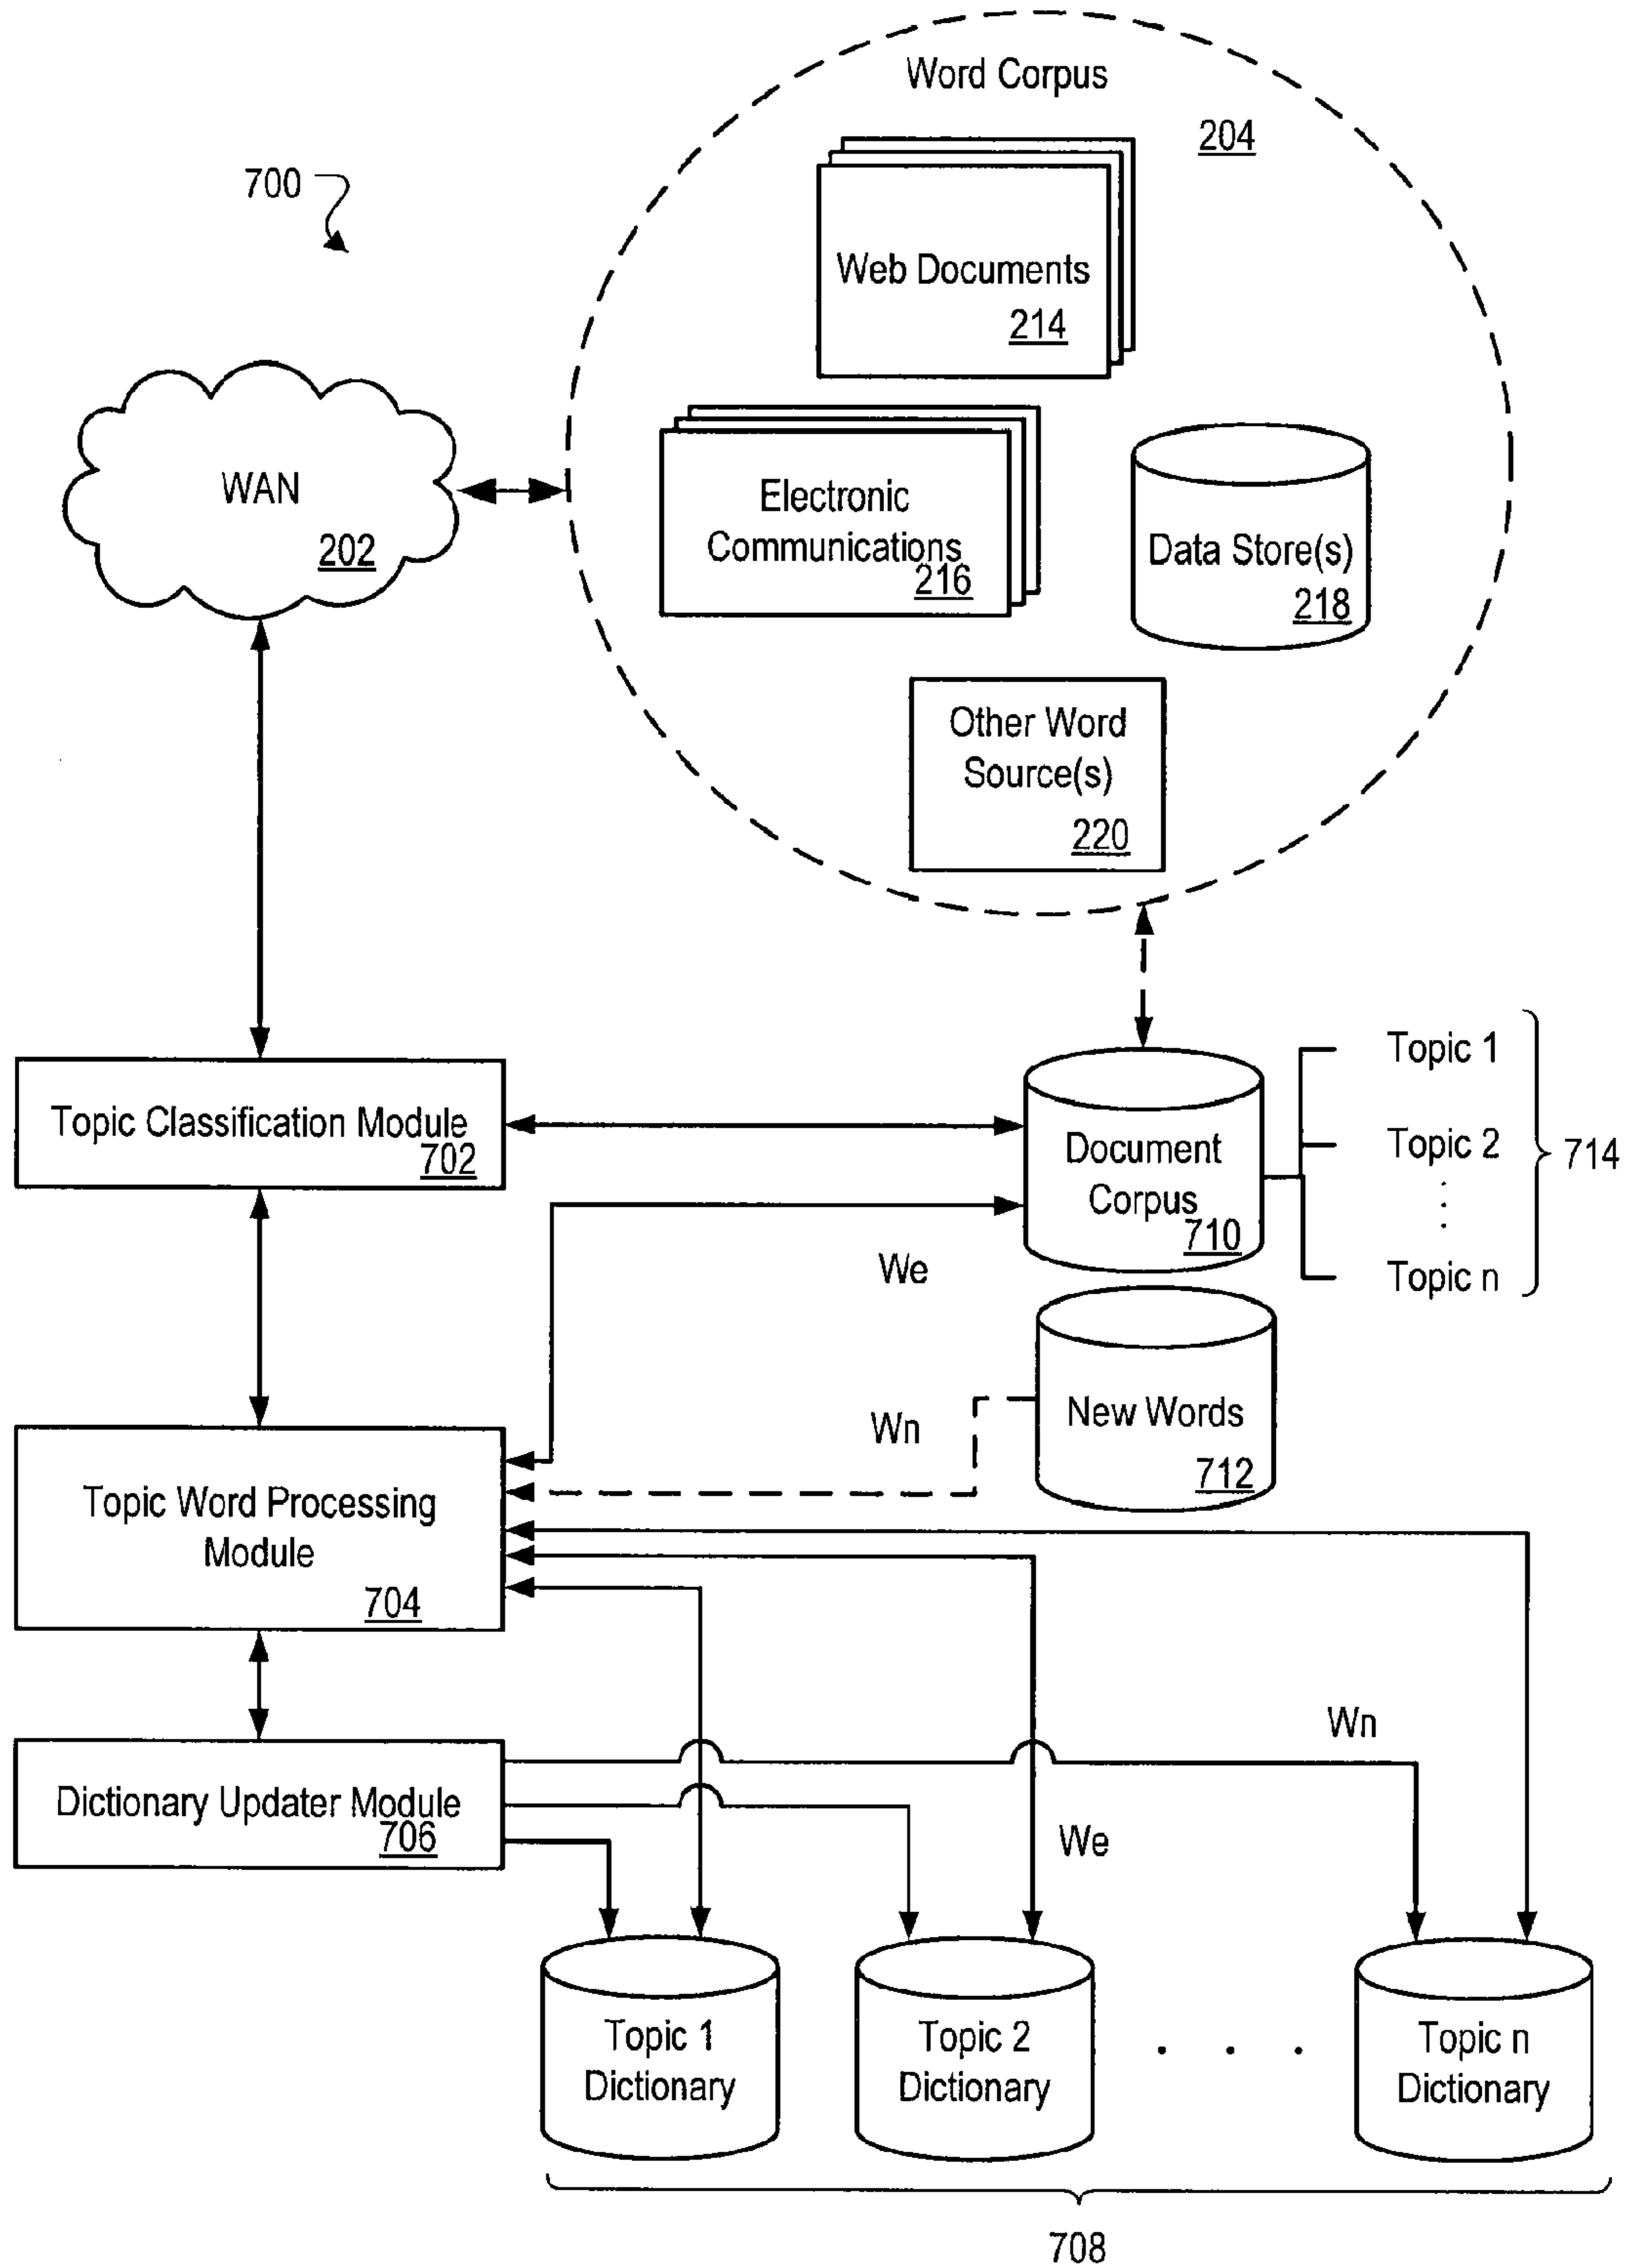 Word Corpus
204
700
Web Documents
214
WAN
202
Electronic
Communications
216
Data Store(s)
218
Other Word
Source(s)
220
Topic Classification Module
702
Document
Corpus
710
Topic 1
Topic 2
Topic n
714
We
New Words
712
Wn
Topic Word Processing
Module
704
Wn
Dictionary Updater Module
706
We
Topic 1
Dictionary
Topic 2
Dictionary
. . .
Topic n
Dictionary
708